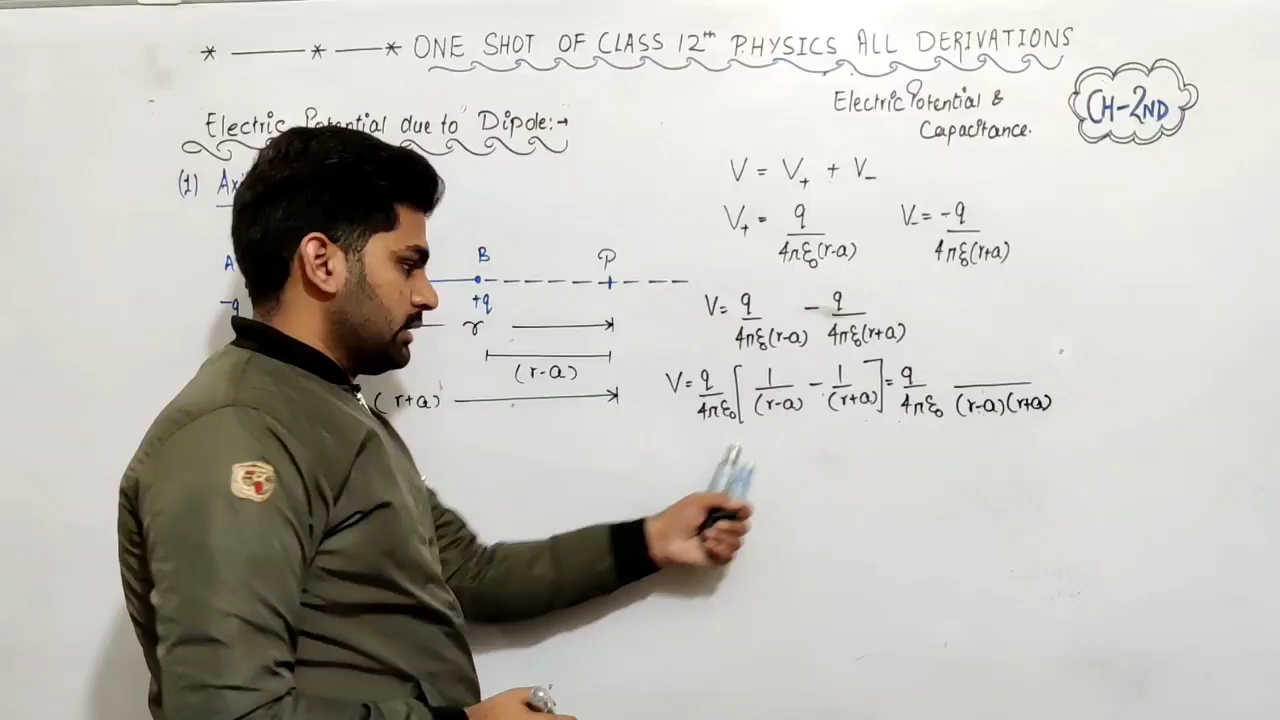 * —— * — * ONE SHOT OF CLASS 12th PHYSICS ALL DERIVATIONS
Electric Potential & Capacitance.
CH-2ND
Electric Potential due to Dipole:→
(1)
A B P
-q +q
r
(r-a)
(r+a)
V = V₊ + V₋
V₊ = q/4πε₀(r-a) V₋ = -q/4πε₀(r+a)
V = q/4πε₀(r-a) - q/4πε₀(r+a)
V = q/4πε₀ [1/(r-a) - 1/(r+a)] = q/4πε₀ /(r-a)(r+a)